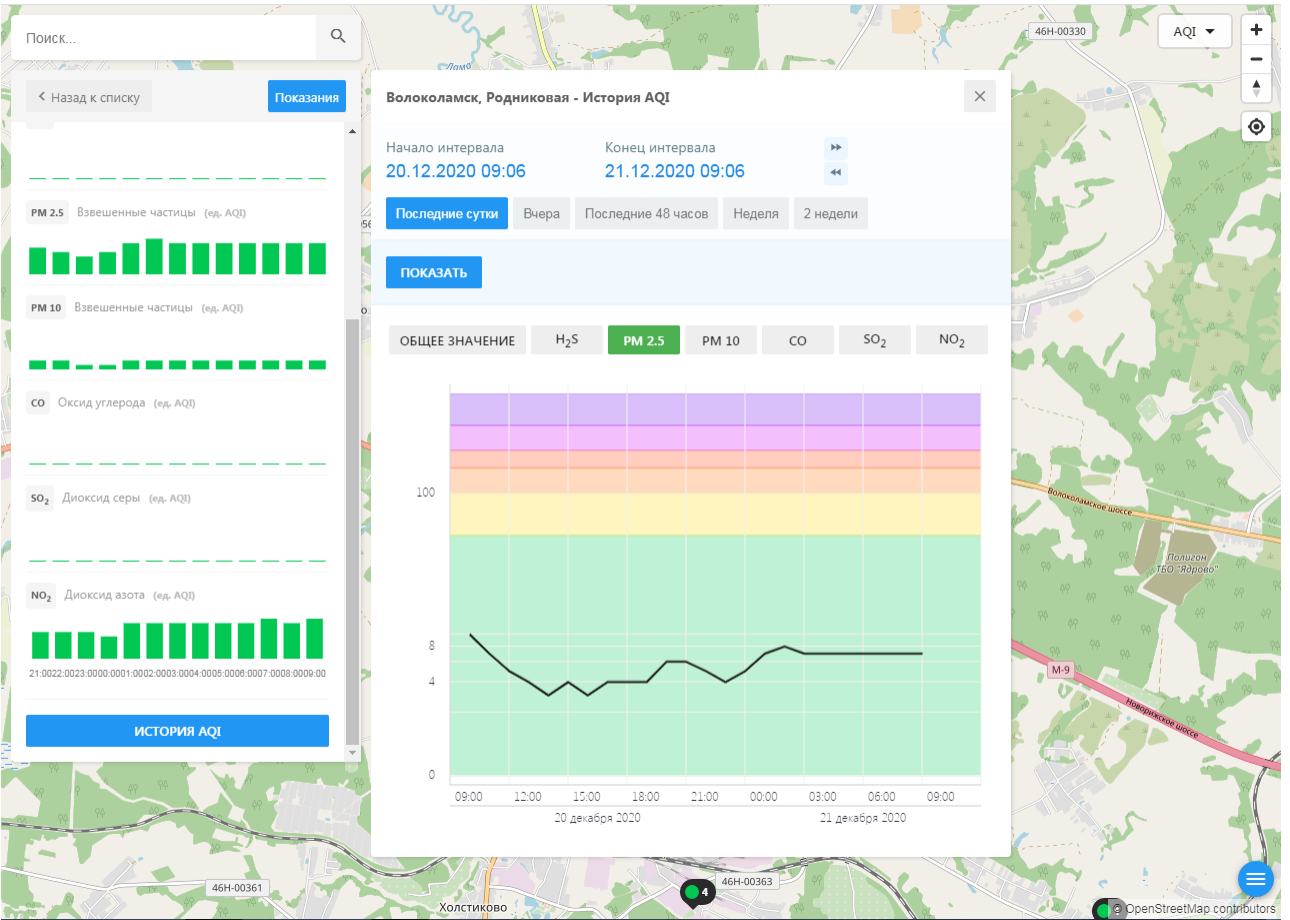 Поиск...
Ламо
46Н-00330
AQI
Назад к списку
Показания
Волоколамск, Родниковая - История AQI
Начало интервала
Конец интервала
20.12.2020 09:06
21.12.2020 09:06
Последние сутки
Вчера
Последние 48 часов
Неделя
2 недели
ПОКАЗАТЬ
PM 2.5 Взвешенные частицы (ед. AQI)
PM 10 Взвешенные частицы (ед. AQI)
CO Оксид углерода (ед. AQI)
SO2 Диоксид серы (ед. AQI)
NO2 Диоксид азота (ед. AQI)
21:0022:0023:0000:0001:0002:0003:0004:0005:0006:0007:0008:0009:00
ИСТОРИЯ AQI
ОБЩЕЕ ЗНАЧЕНИЕ
H2S
PM 2.5
PM 10
CO
SO2
NO2
100
8
4
0
09:00 12:00 15:00 18:00 21:00 00:00 03:00 06:00 09:00
20 декабря 2020 21 декабря 2020
Волоколамское шоссе
Полигон
ТБО "Ядрово"
М-9
Новорижское шоссе
46Н-00361
46Н-00363
4
Холстиково
© OpenStreetMap contributors